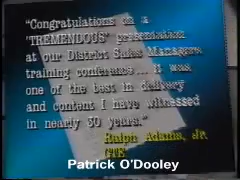 "Congratulations on a
'TREMENDOUS' presentation
at our District Sales Managers
training conference... it was
one of the best in delivery
and content I have witnessed
in nearly 30 years."
Ralph Adams, Jr.
GTE
Patrick O'Dooley